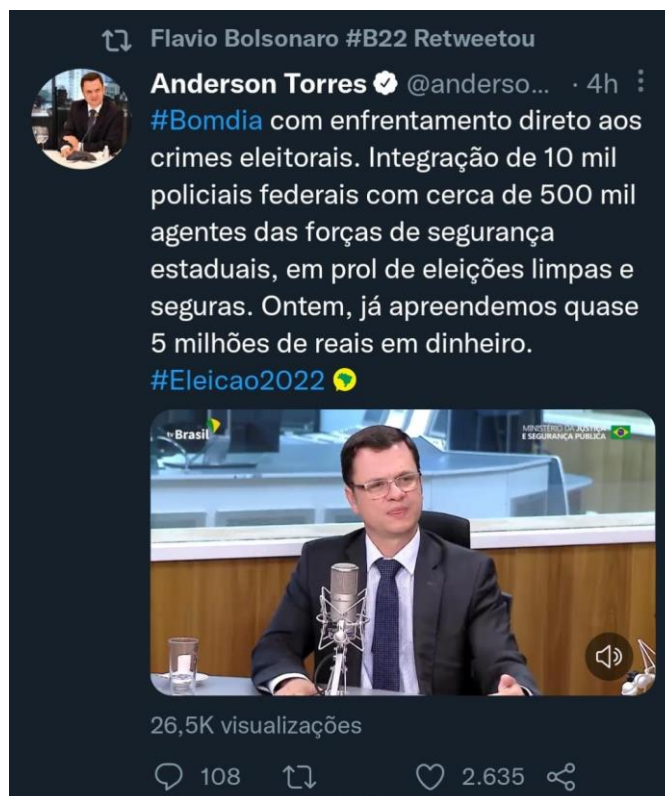 Flavio Bolsonaro #B22 Retweetou
Anderson Torres @anderso... · 4h
#Bomdia com enfrentamento direto aos
crimes eleitorais. Integração de 10 mil
policiais federais com cerca de 500 mil
agentes das forças de segurança
estaduais, em prol de eleições limpas e
seguras. Ontem, já apreendemos quase
5 milhões de reais em dinheiro.
#Eleicao2022
tvBrasil
MINISTÉRIO DA JUSTIÇA
E SEGURANÇA PÚBLICA
26,5K visualizações
108
2.635